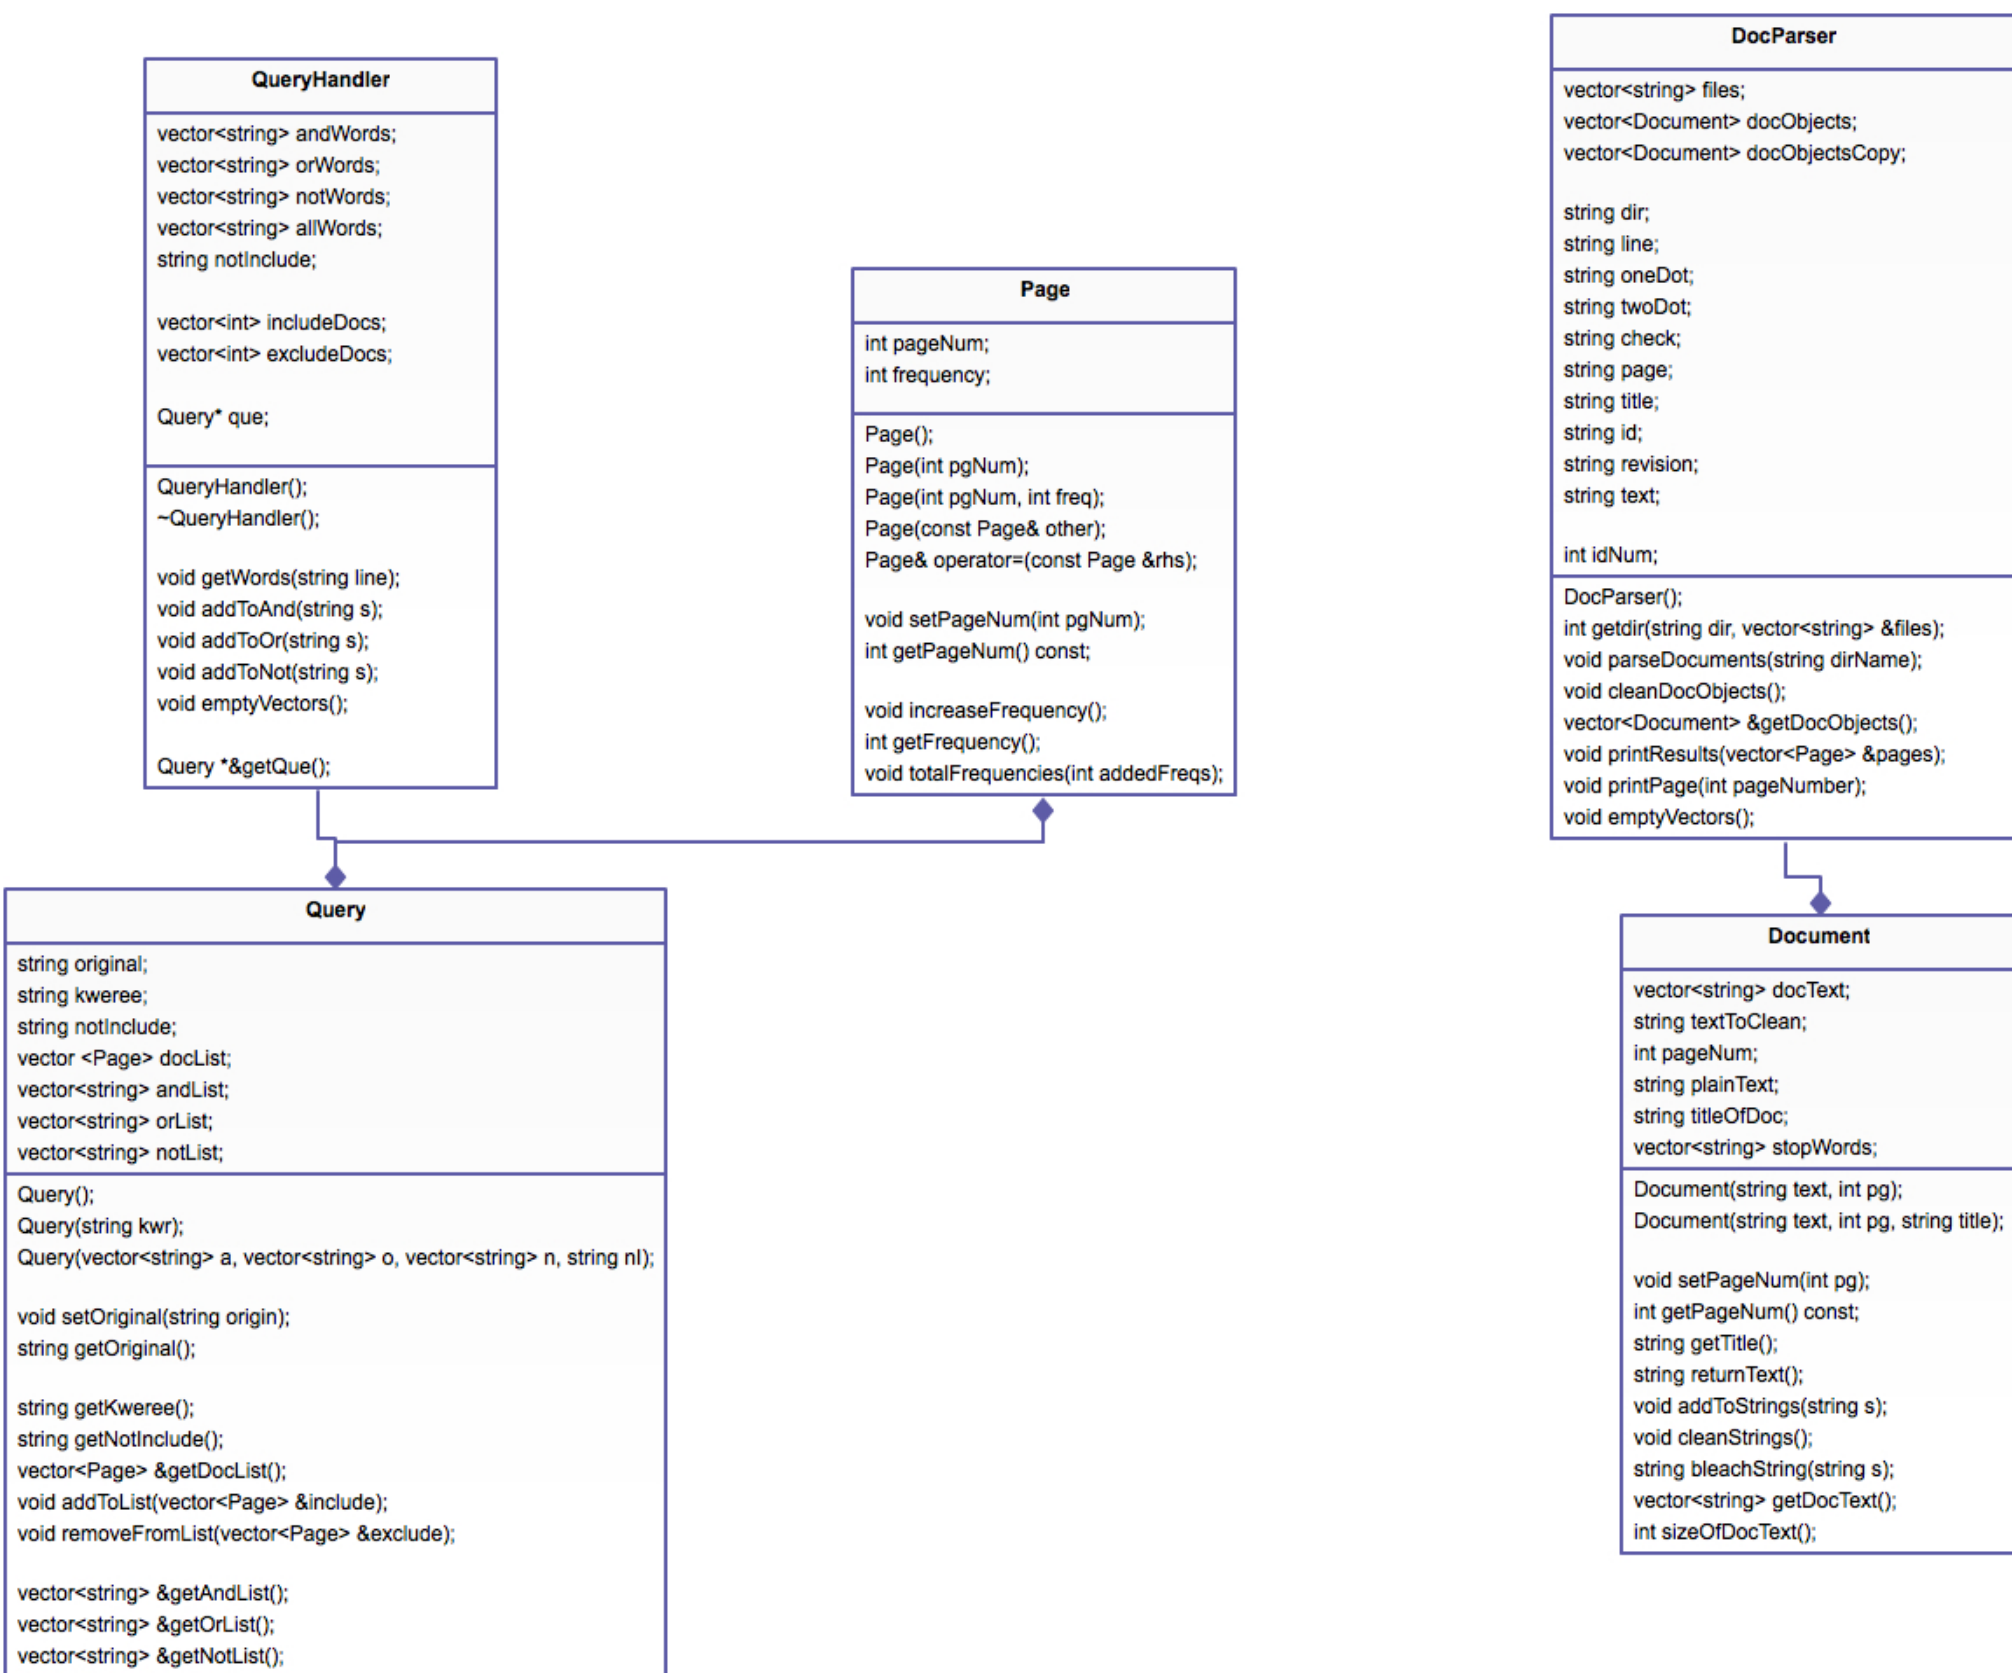 QueryHandler
vector<string> andWords;
vector<string> orWords;
vector<string> notWords;
vector<string> allWords;
string notInclude;
vector<int> includeDocs;
vector<int> excludeDocs;
Query* que;
QueryHandler();
~QueryHandler();
void getWords(string line);
void addToAnd(string s);
void addToOr(string s);
void addToNot(string s);
void emptyVectors();
Query *&getQue();
Page
int pageNum;
int frequency;
Page();
Page(int pgNum);
Page(int pgNum, int freq);
Page(const Page& other);
Page& operator=(const Page &rhs);
void setPageNum(int pgNum);
int getPageNum() const;
void increaseFrequency();
int getFrequency();
void totalFrequencies(int addedFreqs);
DocParser
vector<string> files;
vector<Document> docObjects;
vector<Document> docObjectsCopy;
string dir;
string line;
string oneDot;
string twoDot;
string check;
string page;
string title;
string id;
string revision;
string text;
int idNum;
DocParser();
int getdir(string dir, vector<string> &files);
void parseDocuments(string dirName);
void cleanDocObjects();
vector<Document> &getDocObjects();
void printResults(vector<Page> &pages);
void printPage(int pageNumber);
void emptyVectors();
Query
string original;
string kweree;
string notInclude;
vector <Page> docList;
vector<string> andList;
vector<string> orList;
vector<string> notList;
Query();
Query(string kwr);
Query(vector<string> a, vector<string> o, vector<string> n, string nI);
void setOriginal(string origin);
string getOriginal();
string getKweree();
string getNotInclude();
vector<Page> &getDocList();
void addToList(vector<Page> &include);
void removeFromList(vector<Page> &exclude);
vector<string> &getAndList();
vector<string> &getOrList();
vector<string> &getNotList();
Document
vector<string> docText;
string textToClean;
int pageNum;
string plainText;
string titleOfDoc;
vector<string> stopWords;
Document(string text, int pg);
Document(string text, int pg, string title);
void setPageNum(int pg);
int getPageNum() const;
string getTitle();
string returnText();
void addToStrings(string s);
void cleanStrings();
string bleachString(string s);
vector<string> getDocText();
int sizeOfDocText();